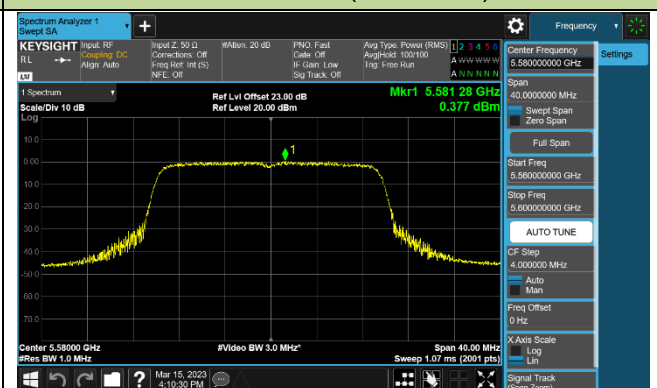 Spectrum Analyzer 1
Swept SA
+
Frequency
KEYSIGHT
RL
LXI
Input: RF
Coupling: DC
Align: Auto
Input Z: 50 Ω
Corrections: Off
Freq Ref: Int (S)
NFE: Off
#Atten: 20 dB
PNO: Fast
Gate: Off
IF Gain: Low
Sig Track: Off
Avg Type: Power (RMS)
Avg|Hold: 100/100
Trig: Free Run
1 2 3 4 5 6
A W W W W W
A N N N N N
1 Spectrum
Scale/Div 10 dB
Log
Ref Lvl Offset 23.00 dB
Ref Level 20.00 dBm
Mkr1 5.581 28 GHz
0.377 dBm
10.0
0.00
-10.0
-20.0
-30.0
-40.0
-50.0
-60.0
-70.0
1
Center 5.58000 GHz
#Res BW 1.0 MHz
#Video BW 3.0 MHz*
Span 40.00 MHz
Sweep 1.07 ms (2001 pts)
Center Frequency
5.580000000 GHz
Settings
Span
40.0000000 MHz
Swept Span
Zero Span
Full Span
Start Freq
5.560000000 GHz
Stop Freq
5.600000000 GHz
AUTO TUNE
CF Step
4.000000 MHz
Auto
Man
Freq Offset
0 Hz
X Axis Scale
Log
Lin
Signal Track
(Span Zoom)
?
Mar 15, 2023
4:10:30 PM